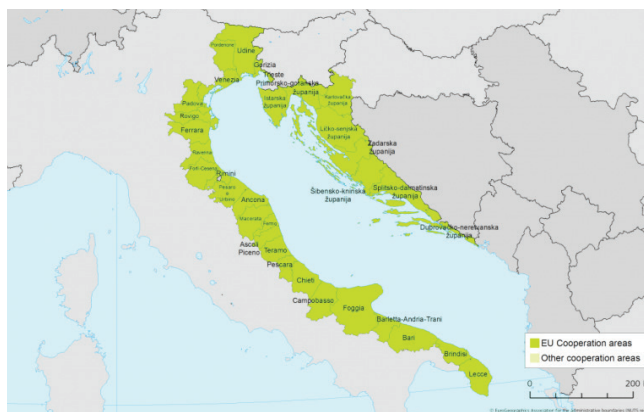 Pordenone
Udine
Gorizia
Trieste
Venezia
Primorsko-goranska
županija
Istarska
županija
Karlovačka
županija
Padova
Rovigo
Ferrara
Ličko-senjska
županija
Ravenna
Zadarska
županija
Forlì-Cesena
Rimini
Pesaro
e
Urbino
Šibensko-kninska
županija
Splitsko-dalmatinska
županija
Ancona
Macerata
Fermo
Dubrovačko-neretvanska
županija
Ascoli
Piceno
Teramo
Pescara
Chieti
Campobasso
Foggia
Barletta-Andria-Trani
Bari
Brindisi
Lecce
EU Cooperation areas
Other cooperation areas
0
200